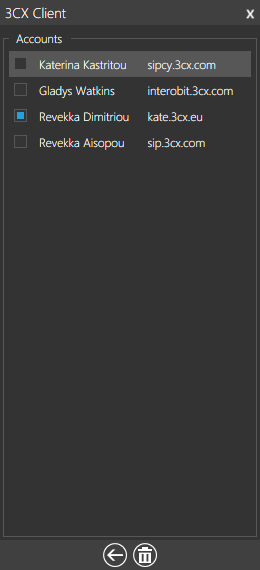 3CX Client X
Accounts
Katerina Kastritou sipcy.3cx.com
Gladys Watkins interobit.3cx.com
Revekka Dimitriou kate.3cx.eu
Revekka Aisopou sip.3cx.com